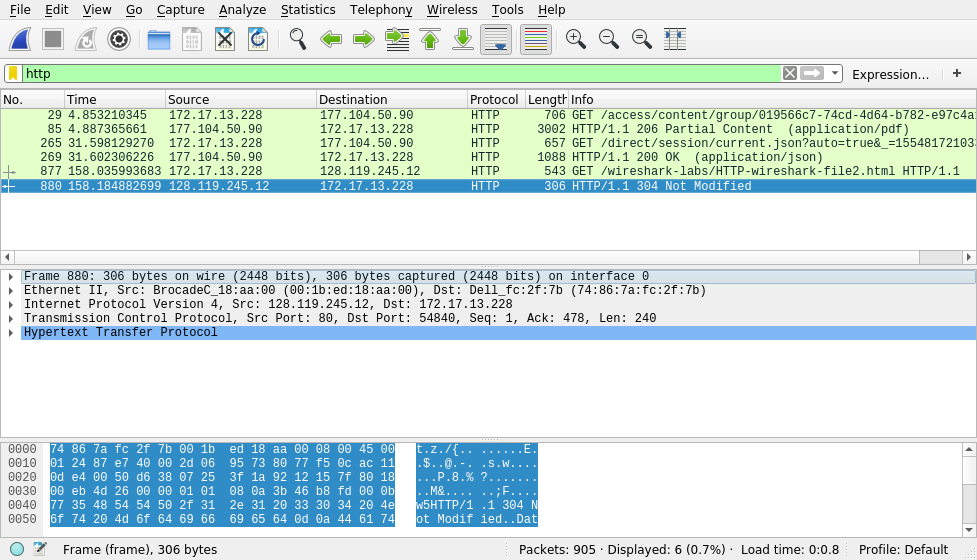 File Edit View Go Capture Analyze Statistics Telephony Wireless Tools Help
http Expression… +
No. Time Source Destination Protocol Length Info
29 4.853210345 172.17.13.228 177.104.50.90 HTTP 706 GET /access/content/group/019566c7-74cd-4d64-b782-e97c4a
85 4.887365661 177.104.50.90 172.17.13.228 HTTP 3002 HTTP/1.1 206 Partial Content (application/pdf)
265 31.598129270 172.17.13.228 177.104.50.90 HTTP 657 GET /direct/session/current.json?auto=true&_=15548172103
269 31.602306226 177.104.50.90 172.17.13.228 HTTP 1088 HTTP/1.1 200 OK (application/json)
877 158.035993683 172.17.13.228 128.119.245.12 HTTP 543 GET /wireshark-labs/HTTP-wireshark-file2.html HTTP/1.1
880 158.184882699 128.119.245.12 172.17.13.228 HTTP 306 HTTP/1.1 304 Not Modified
Frame 880: 306 bytes on wire (2448 bits), 306 bytes captured (2448 bits) on interface 0
Ethernet II, Src: BrocadeC_18:aa:00 (00:1b:ed:18:aa:00), Dst: Dell_fc:2f:7b (74:86:7a:fc:2f:7b)
Internet Protocol Version 4, Src: 128.119.245.12, Dst: 172.17.13.228
Transmission Control Protocol, Src Port: 80, Dst Port: 54840, Seq: 1, Ack: 478, Len: 240
Hypertext Transfer Protocol
0000 74 86 7a fc 2f 7b 00 1b ed 18 aa 00 08 00 45 00 t.z./{.. ......E.
0010 01 24 87 e7 40 00 2d 06 95 73 80 77 f5 0c ac 11 .$..@.-. .s.w....
0020 0d e4 00 50 d6 38 07 25 3f 1a 92 12 15 7f 80 18 ...P.8.% ?.......
0030 00 eb 4d 26 00 00 01 01 08 0a 3b 46 b8 fd 00 0b ..M&.... ..;F....
0040 77 35 48 54 54 50 2f 31 2e 31 20 33 30 34 20 4e w5HTTP/1 .1 304 N
0050 6f 74 20 4d 6f 64 69 66 69 65 64 0d 0a 44 61 74 ot Modif ied..Dat
Frame (frame), 306 bytes Packets: 905 · Displayed: 6 (0.7%) · Load time: 0:0.8 Profile: Default